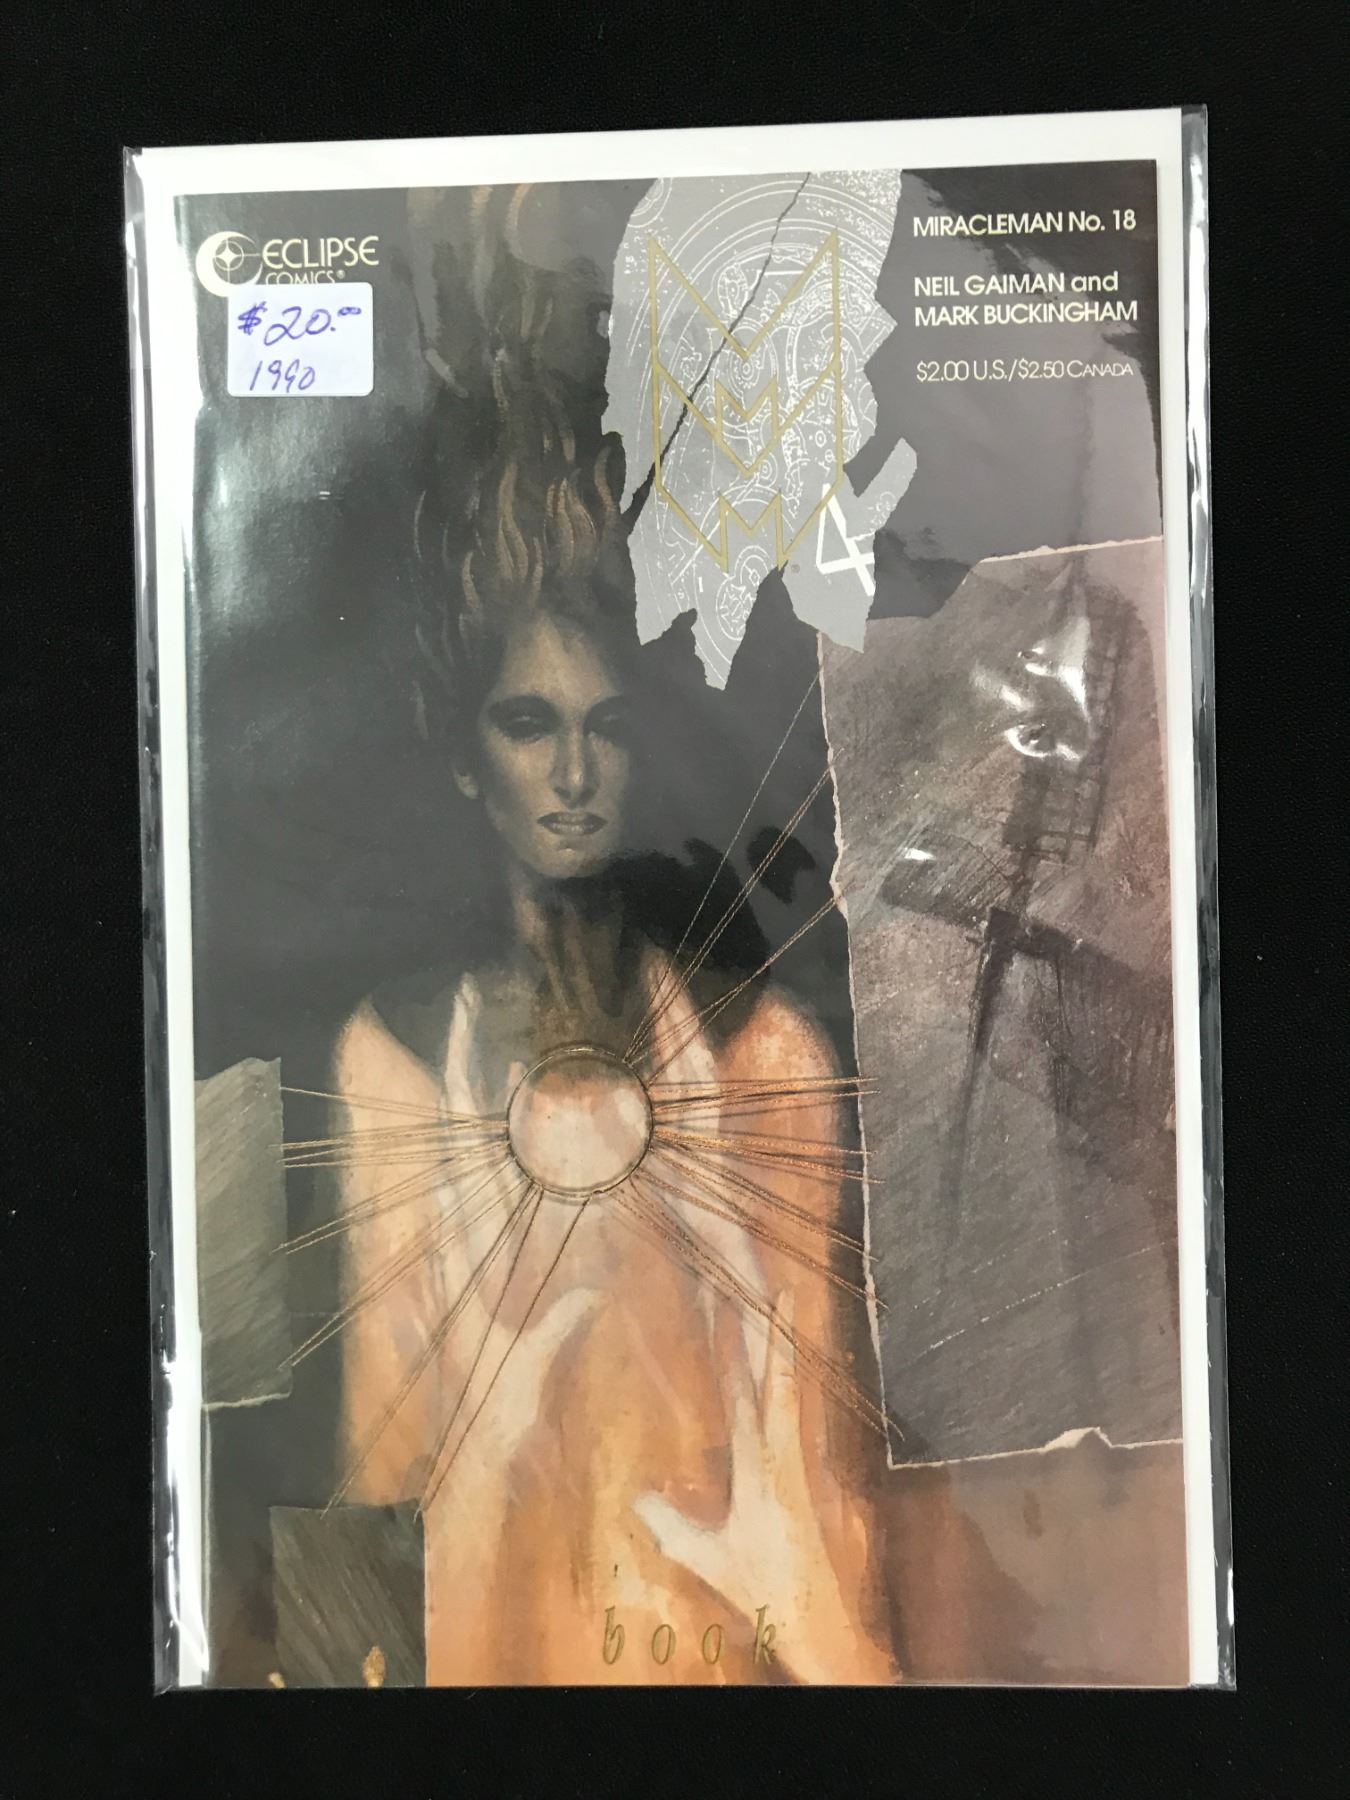 ECLIPSE
COMICS®
$20.00
1990
MIRACLEMAN No. 18
NEIL GAIMAN and
MARK BUCKINGHAM
$2.00 U.S./$2.50 CANADA
4
book